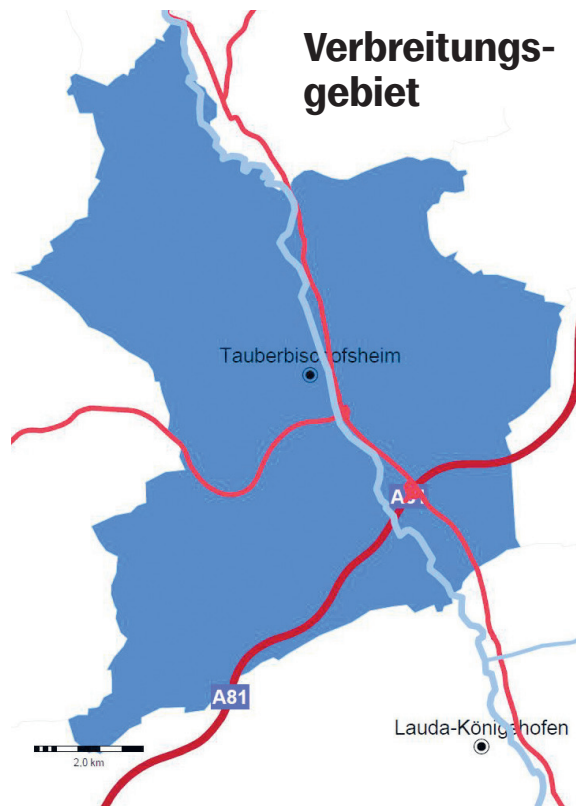 Verbreitungs-
gebiet
Tauberbischofsheim
A81
A81
Lauda-Königshofen
2.0 km